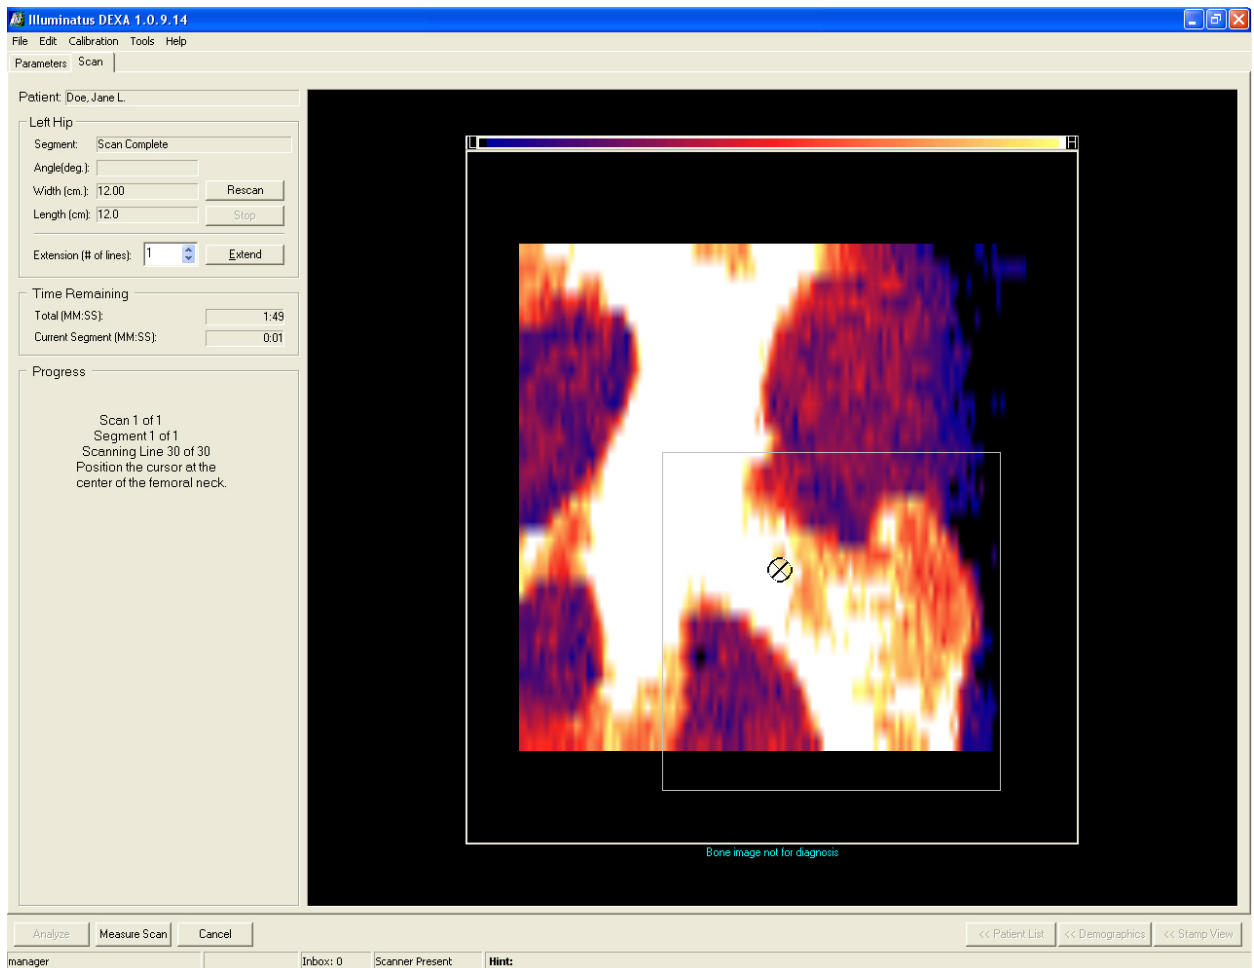 Illuminatus DEXA 1.0.9.14
File Edit Calibration Tools Help
Parameters Scan
Patient: Doe, Jane L.
Left Hip
Segment: Scan Complete
Angle(deg.):
Width (cm.): 12.00 Rescan
Length (cm): 12.0 Stop
Extension (# of lines): 1 Extend
Time Remaining
Total (MM:SS): 1:49
Current Segment (MM:SS): 0:01
Progress
Scan 1 of 1
Segment 1 of 1
Scanning Line 30 of 30
Position the cursor at the
center of the femoral neck.
L H
Bone image not for diagnosis
Analyze Measure Scan Cancel << Patient List << Demographics << Stamp View
manager Inbox: 0 Scanner Present Hint: